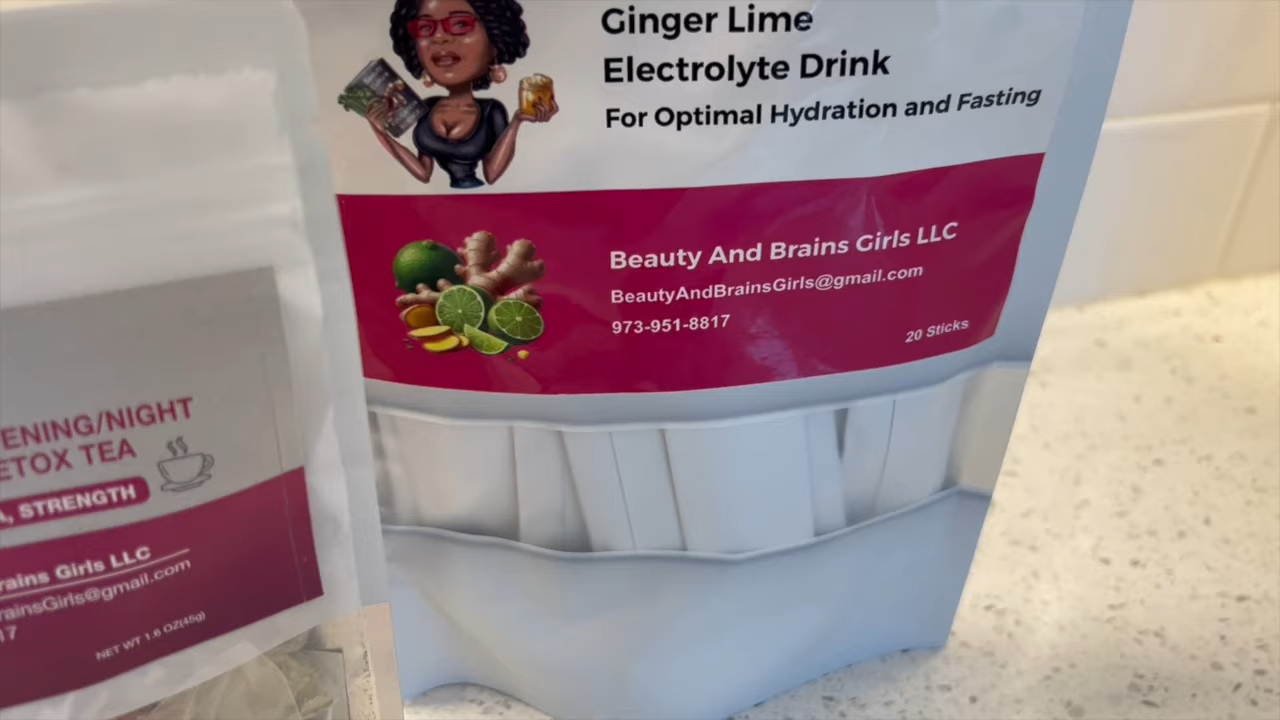 Ginger Lime
Electrolyte Drink
For Optimal Hydration and Fasting
Beauty And Brains Girls LLC
BeautyAndBrainsGirls@gmail.com
973-951-8817
20 Sticks
ENING/NIGHT
ETOX TEA
A, STRENGTH
rains Girls LLC
rainsGirls@gmail.com
17
NET WT 1.6 OZ(45g)